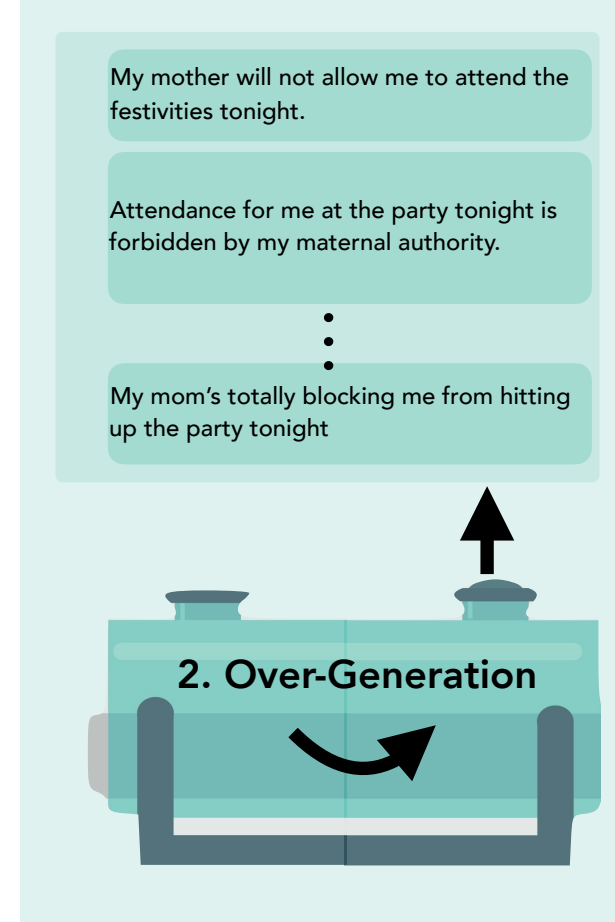 My mother will not allow me to attend the
festivities tonight.
Attendance for me at the party tonight is
forbidden by my maternal authority.
My mom’s totally blocking me from hitting
up the party tonight
2. Over-Generation